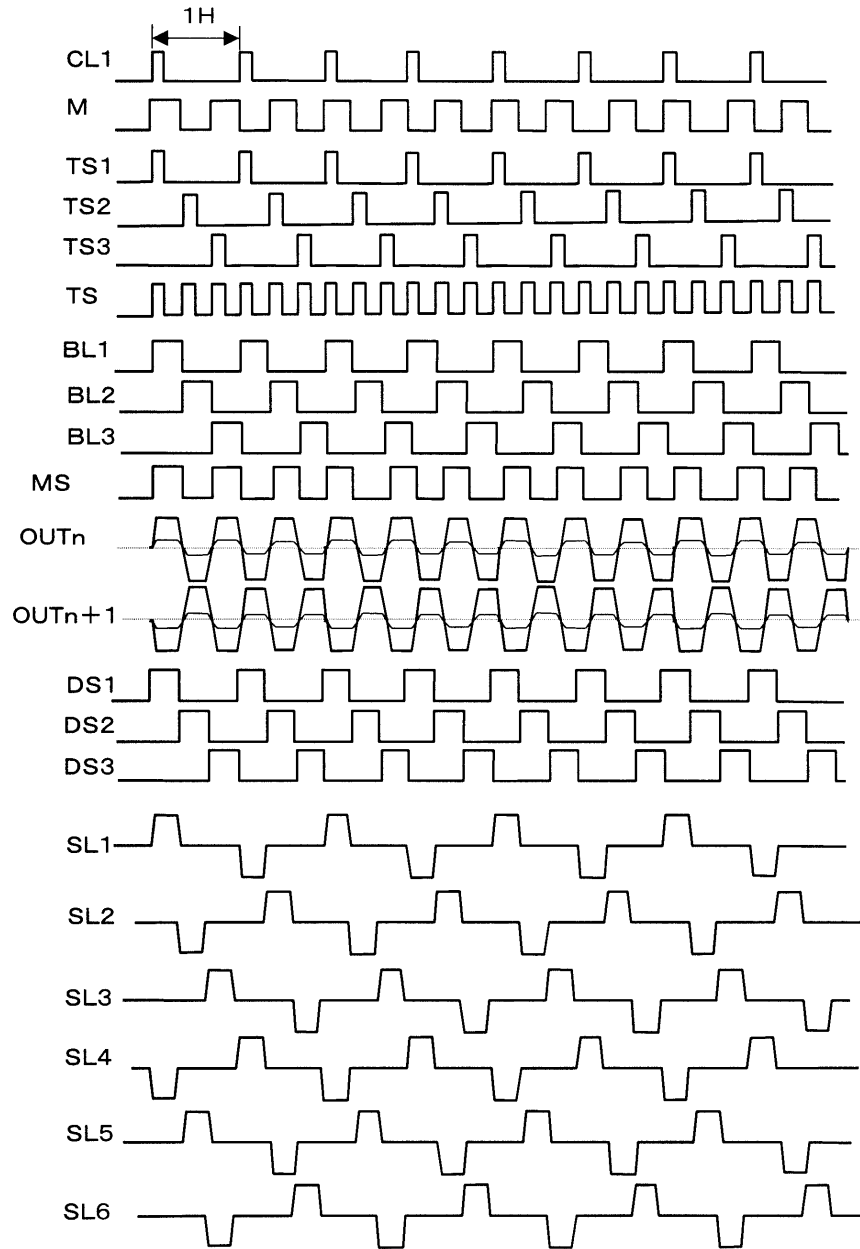 1H
CL1
M
TS1
TS2
TS3
TS
BL1
BL2
BL3
MS
OUTn
OUTn+1
DS1
DS2
DS3
SL1
SL2
SL3
SL4
SL5
SL6